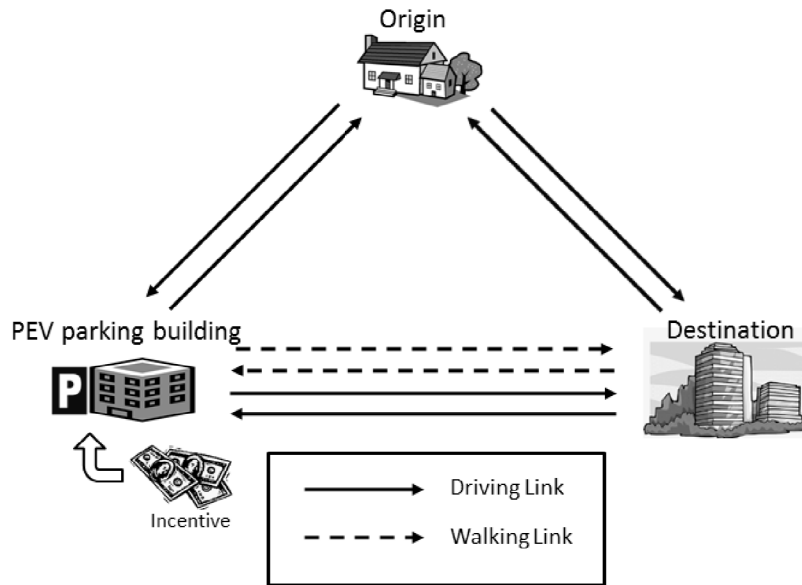 Origin
PEV parking building
Destination
P
Incentive
Driving Link
Walking Link